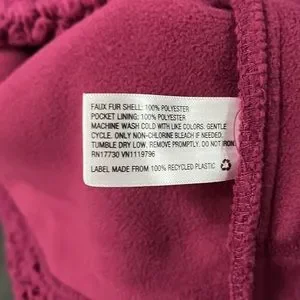 FAUX FUR SHELL: 100% POLYESTER
POCKET LINING: 100% POLYESTER
MACHINE WASH COLD WITH LIKE COLORS. GENTLE
CYCLE. ONLY NON-CHLORINE BLEACH IF NEEDED.
TUMBLE DRY LOW. REMOVE PROMPTLY. DO NOT IRON.
RN17730 VN1119796
LABEL MADE FROM 100% RECYCLED PLASTIC